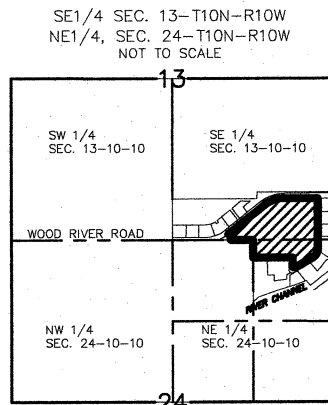 SE1/4 SEC. 13-T10N-R10W
NE1/4, SEC. 24-T10N-R10W
NOT TO SCALE
13
SW 1/4
SEC. 13-10-10
SE 1/4
SEC. 13-10-10
WOOD RIVER ROAD
RIVER CHANNEL
NW 1/4
SEC. 24-10-10
NE 1/4
SEC. 24-10-10
24